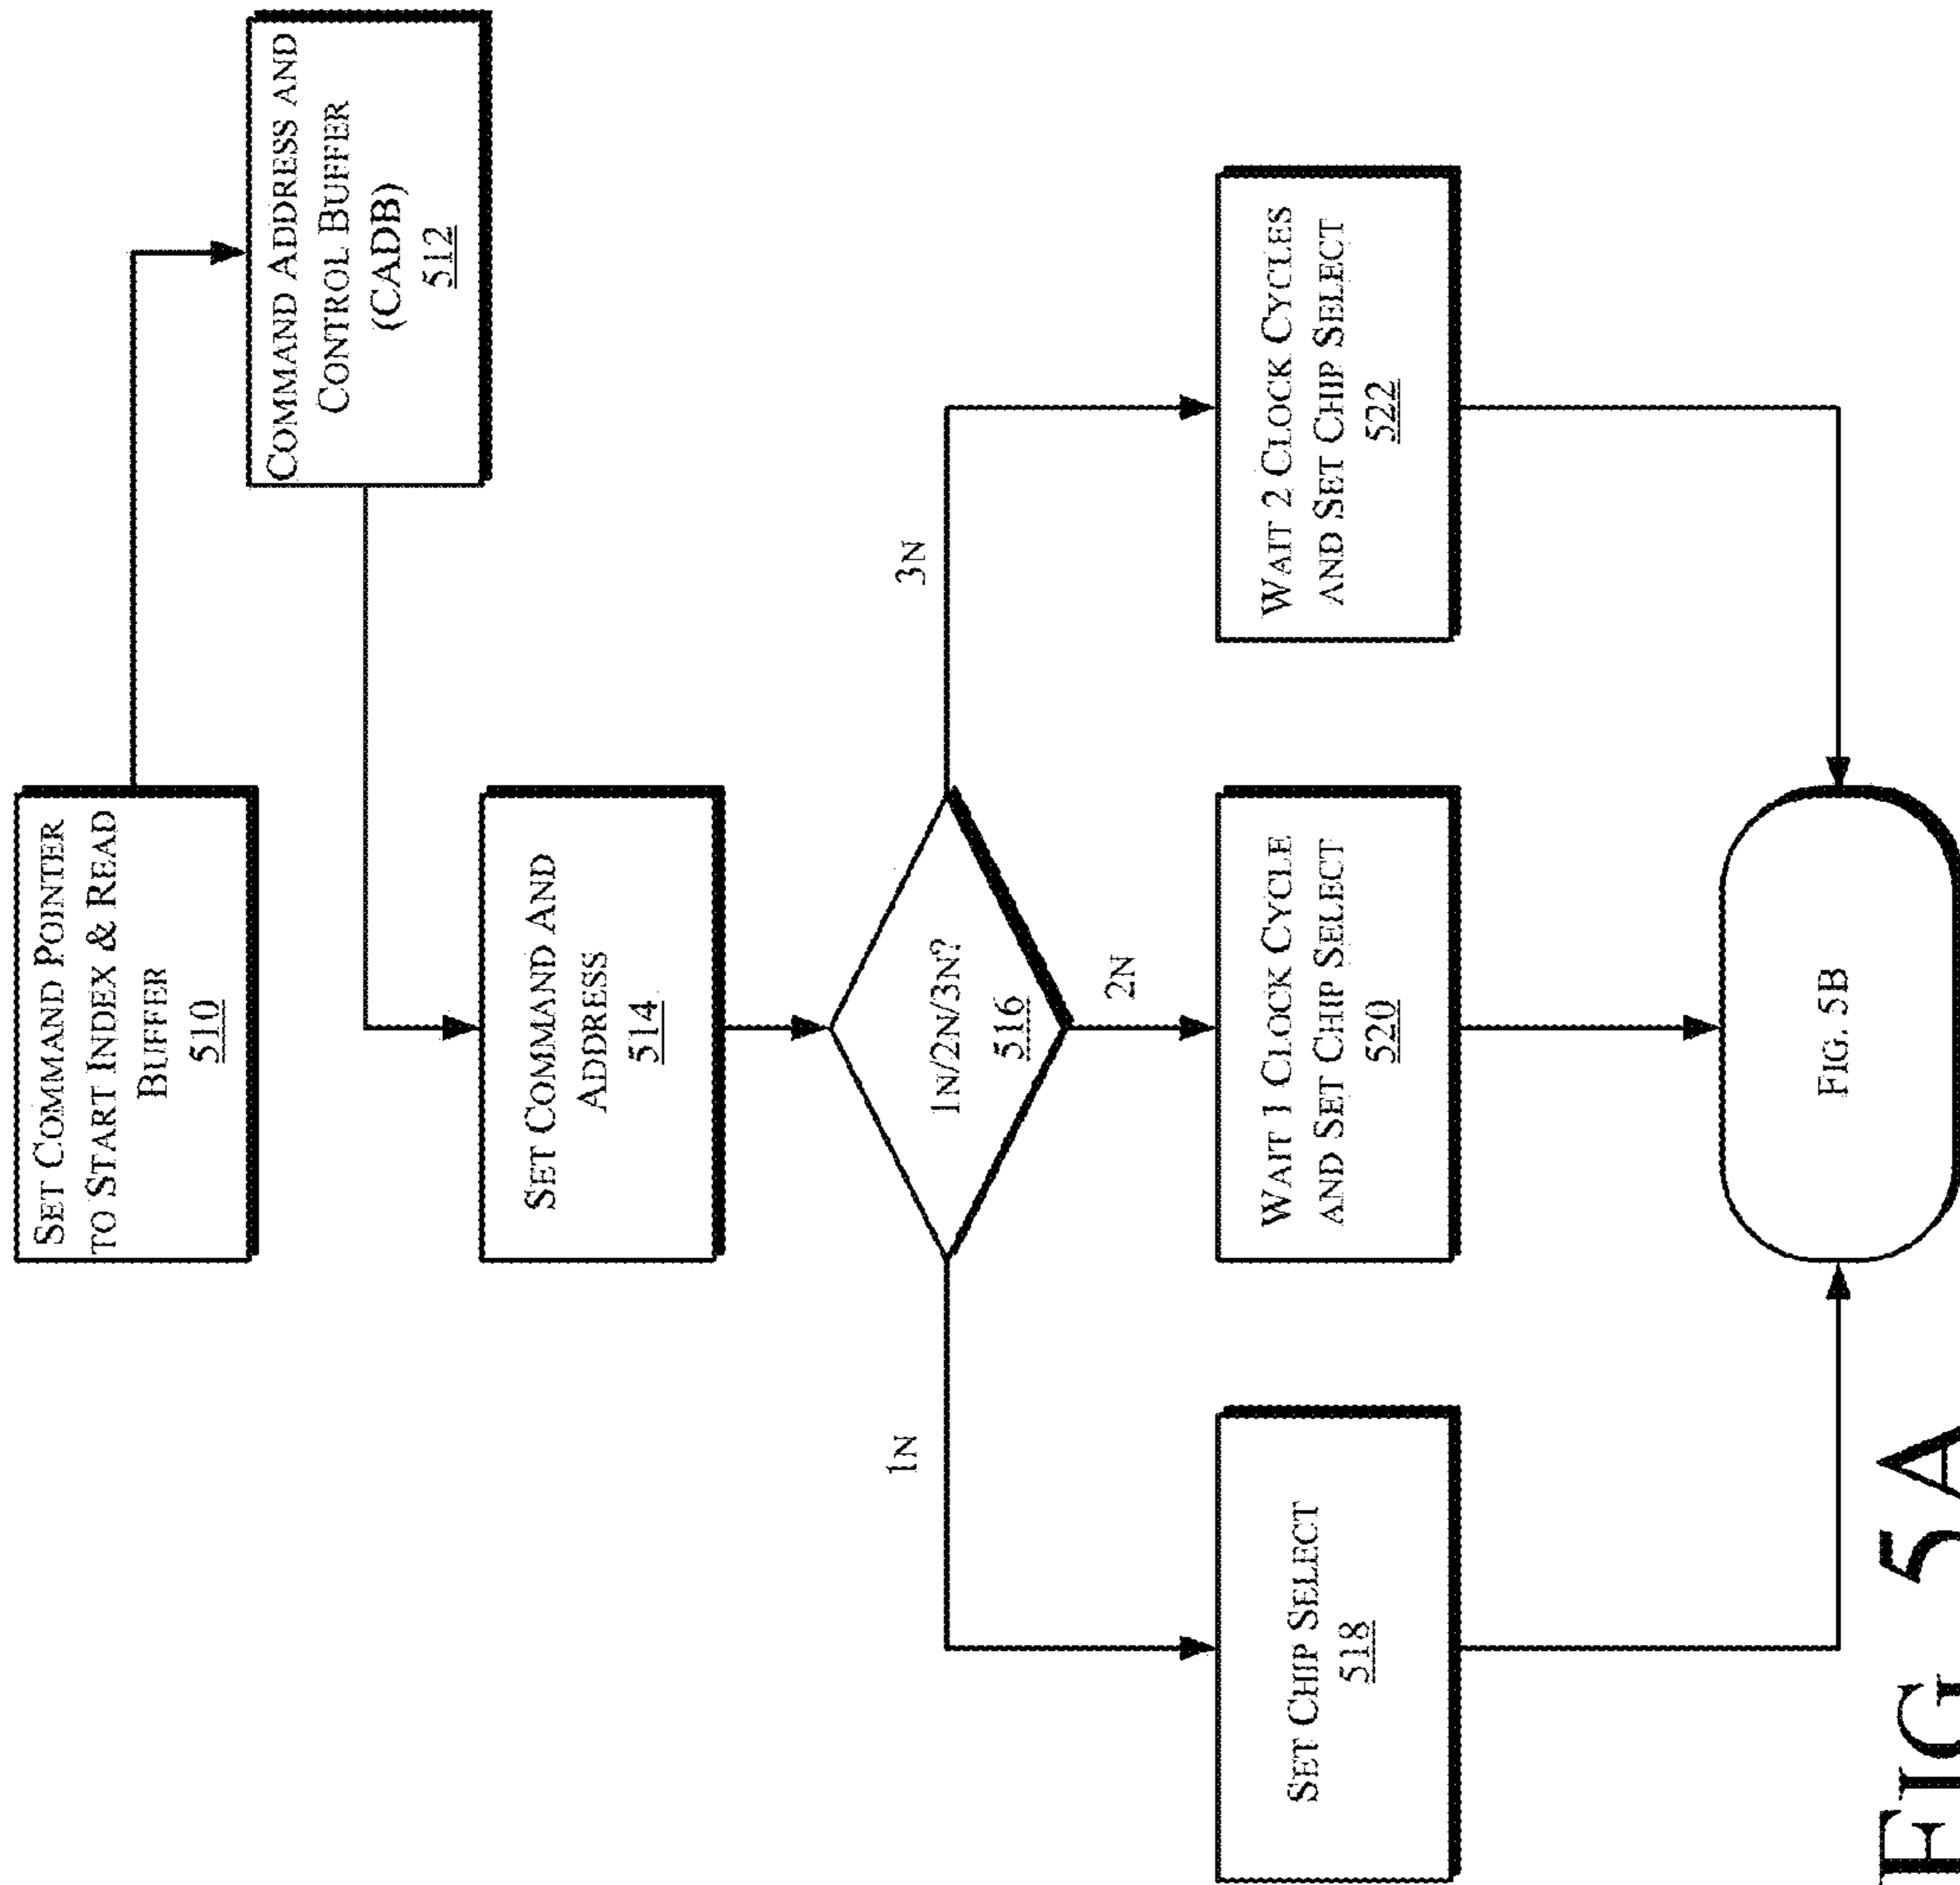 SET COMMAND POINTER
TO START INDEX & READ
BUFFER
510
COMMAND ADDRESS AND
CONTROL BUFFER
(CADB)
512
SET COMMAND AND
ADDRESS
514
1N/2N/3N?
516
1N
2N
3N
SET CHIP SELECT
518
WAIT 1 CLOCK CYCLE
AND SET CHIP SELECT
520
WAIT 2 CLOCK CYCLES
AND SET CHIP SELECT
522
FIG. 5B
FIG. 5A